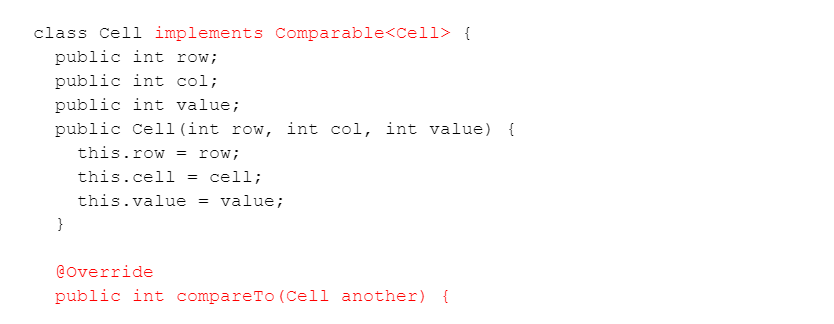 class Cell implements Comparable<Cell> {
public int row;
public int col;
public int value;
public Cell(int row, int col, int value) {
this.row = row;
this.cell = cell;
this.value = value;
}
@Override
public int compareTo(Cell another) {